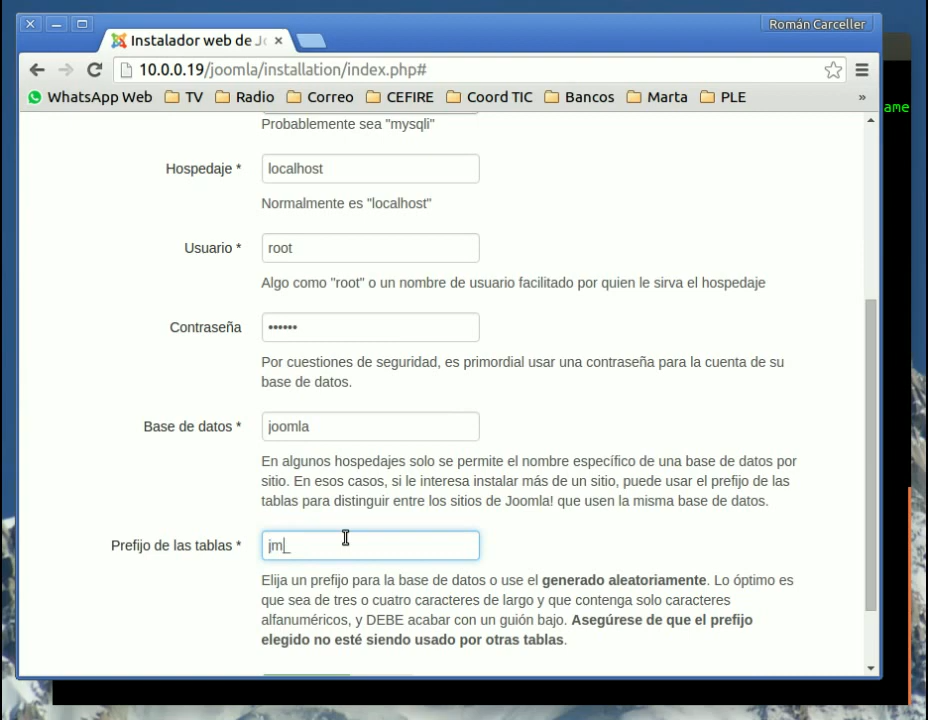 Román Carceller
Instalador web de Jo
10.0.0.19/joomla/installation/index.php#
WhatsApp Web TV Radio Correo CEFIRE Coord TIC Bancos Marta PLE »
ame
Probablemente sea "mysqli"
Hospedaje * localhost
Normalmente es "localhost"
Usuario * root
Algo como "root" o un nombre de usuario facilitado por quien le sirva el hospedaje
Contraseña ••••••
Por cuestiones de seguridad, es primordial usar una contraseña para la cuenta de su
base de datos.
Base de datos * joomla
En algunos hospedajes solo se permite el nombre específico de una base de datos por
sitio. En esos casos, si le interesa instalar más de un sitio, puede usar el prefijo de las
tablas para distinguir entre los sitios de Joomla! que usen la misma base de datos.
Prefijo de las tablas * jm_
Elija un prefijo para la base de datos o use el generado aleatoriamente. Lo óptimo es
que sea de tres o cuatro caracteres de largo y que contenga solo caracteres
alfanuméricos, y DEBE acabar con un guión bajo. Asegúrese de que el prefijo
elegido no esté siendo usado por otras tablas.